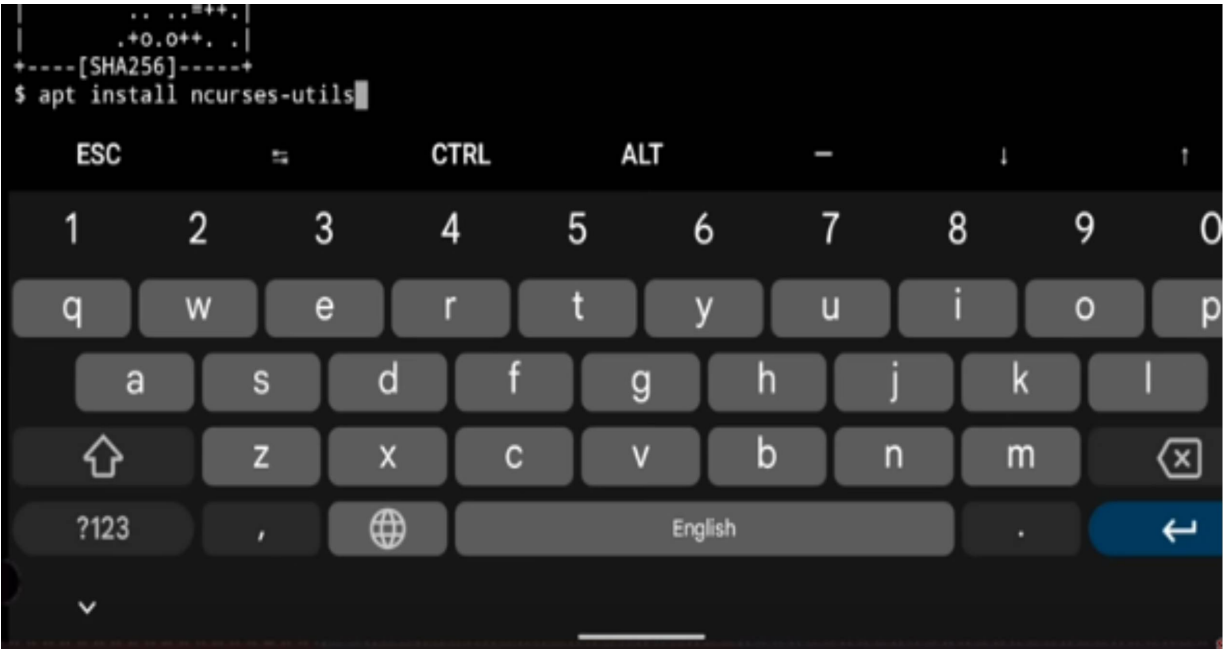 |        .. ..=++.|
|       .+o.o++. .|
+----[SHA256]-----+
$ apt install ncurses-utils
ESC ⇆ CTRL ALT — ↓ ↑
1 2 3 4 5 6 7 8 9 0
q w e r t y u i o p
a s d f g h j k l
z x c v b n m
?123 , English .